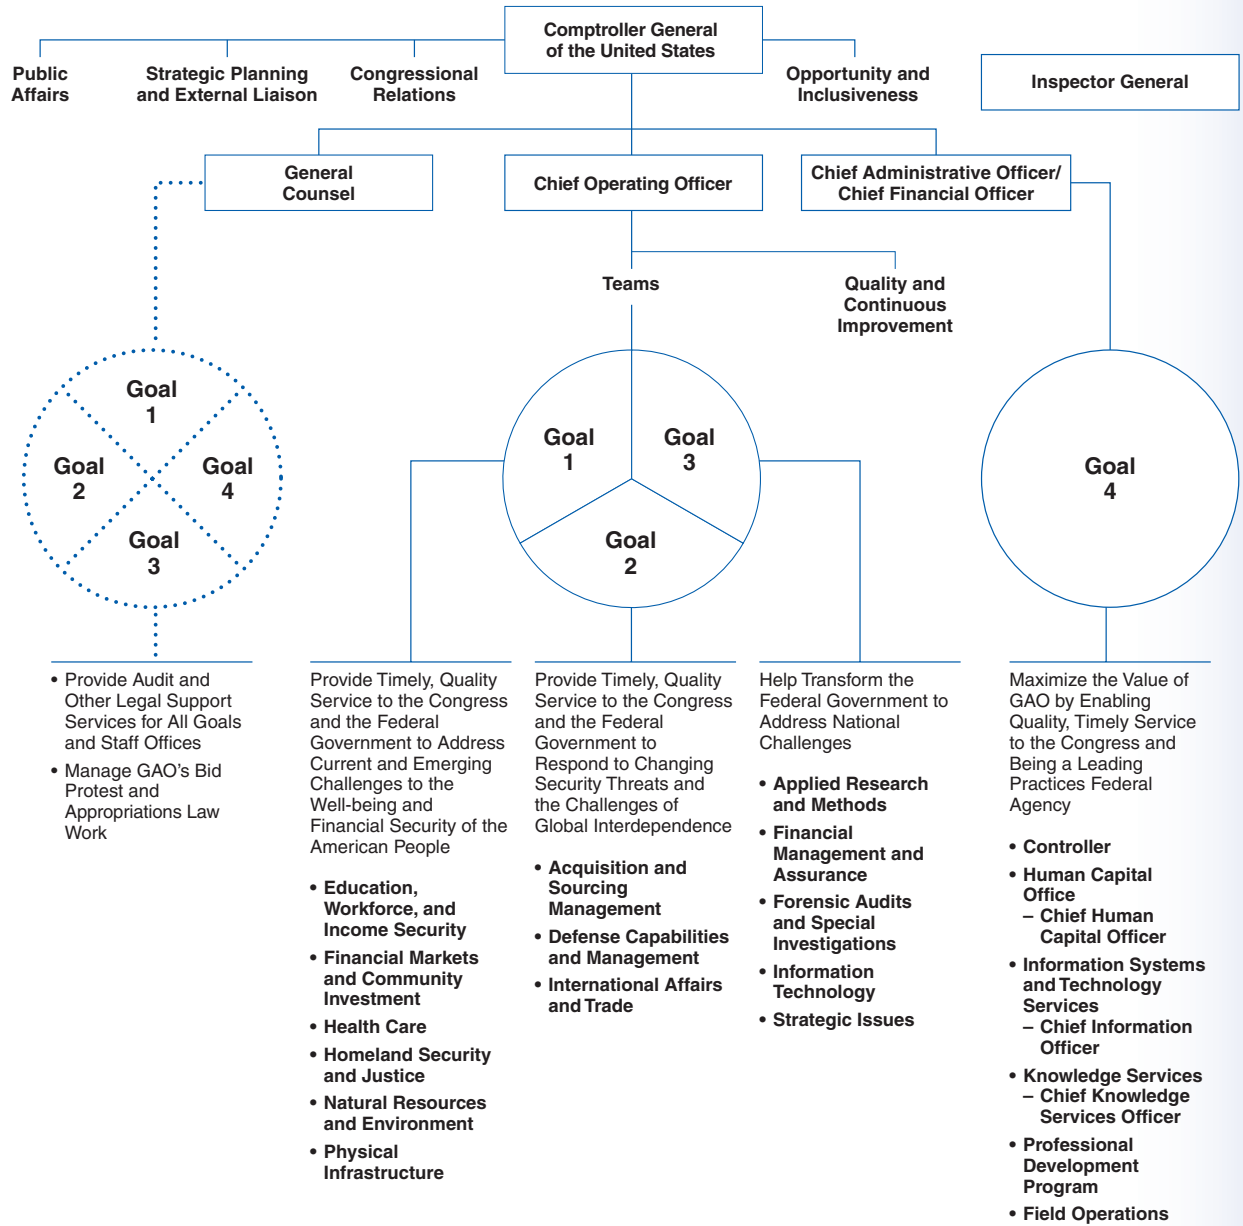 Comptroller General
of the United States
Public
Affairs
Strategic Planning
and External Liaison
Congressional
Relations
Opportunity and
Inclusiveness
Inspector General
General
Counsel
Chief Operating Officer
Chief Administrative Officer/
Chief Financial Officer
Teams
Quality and
Continuous
Improvement
Goal
1
Goal
2
Goal
4
Goal
3
Goal
1
Goal
3
Goal
2
Goal
4
• Provide Audit and
Other Legal Support
Services for All Goals
and Staff Offices
• Manage GAO’s Bid
Protest and
Appropriations Law
Work
Provide Timely, Quality
Service to the Congress
and the Federal
Government to Address
Current and Emerging
Challenges to the
Well-being and
Financial Security of the
American People
• Education,
Workforce, and
Income Security
• Financial Markets
and Community
Investment
• Health Care
• Homeland Security
and Justice
• Natural Resources
and Environment
• Physical
Infrastructure
Provide Timely, Quality
Service to the Congress
and the Federal
Government to
Respond to Changing
Security Threats and
the Challenges of
Global Interdependence
• Acquisition and
Sourcing
Management
• Defense Capabilities
and Management
• International Affairs
and Trade
Help Transform the
Federal Government to
Address National
Challenges
• Applied Research
and Methods
• Financial
Management and
Assurance
• Forensic Audits
and Special
Investigations
• Information
Technology
• Strategic Issues
Maximize the Value of
GAO by Enabling
Quality, Timely Service
to the Congress and
Being a Leading
Practices Federal
Agency
• Controller
• Human Capital
Office
– Chief Human
Capital Officer
• Information Systems
and Technology
Services
– Chief Information
Officer
• Knowledge Services
– Chief Knowledge
Services Officer
• Professional
Development
Program
• Field Operations